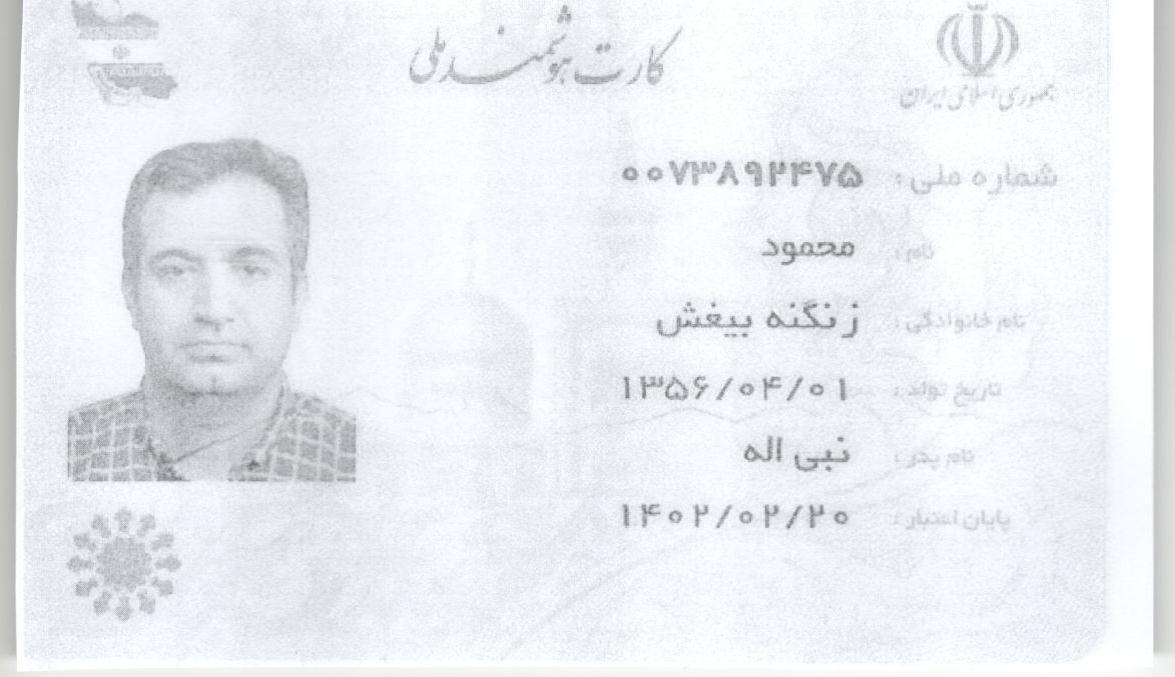 کارت هوشمند ملی
جمهوری اسلامی ایران
شماره ملی : ۰۰۷۳۸۹۲۴۷۵
نام : محمود
نام خانوادگی : زنگنه بیغش
تاریخ تولد : ۱۳۵۶/۰۴/۰۱
نام پدر : نبی اله
پایان اعتبار : ۱۴۰۲/۰۲/۲۰